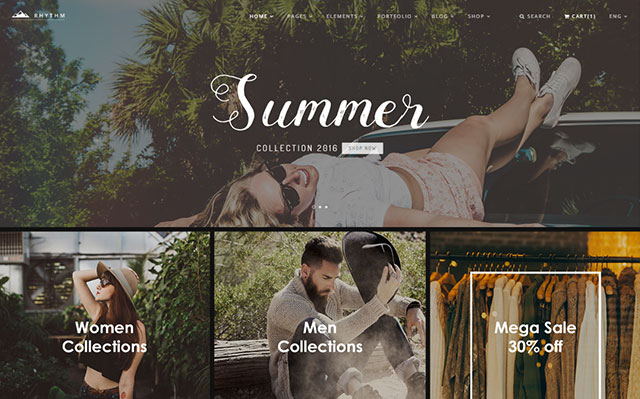 RHYTHM
HOME PAGES ELEMENTS PORTFOLIO BLOG SHOP SEARCH CART(1) ENG
Summer
COLLECTION 2016 SHOP NOW
Women
Collections
Men
Collections
Mega Sale
30% off